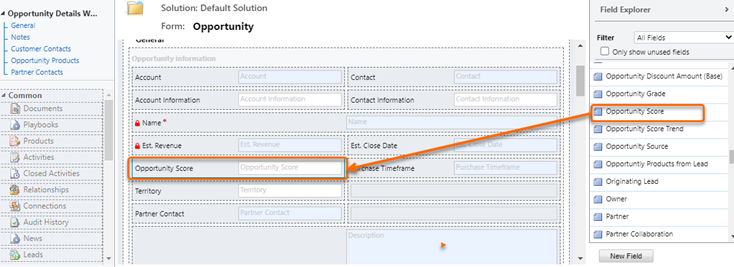 Opportunity Details W...
General
Notes
Customer Contacts
Opportunity Products
Partner Contacts
Common
Documents
Playbooks
Products
Activities
Closed Activities
Relationships
Connections
Audit History
News
Leads
Solution: Default Solution
Form: Opportunity
General
Opportunity Information
Account Account Contact Contact
Account Information Account Information Contact Information Contact Information
Name * Name
Est. Revenue Est. Revenue Est. Close Date Est. Close Date
Opportunity Score Opportunity Score Purchase Timeframe Purchase Timeframe
Territory Territory
Partner Contact Partner Contact
Description
Field Explorer >
Filter All Fields
Only show unused fields
Opportunity Discount Amount (Base)
Opportunity Grade
Opportunity Score
Opportunity Score Trend
Opportunity Source
Opportuntiy Products from Lead
Originating Lead
Owner
Partner
Partner Collaboration
New Field